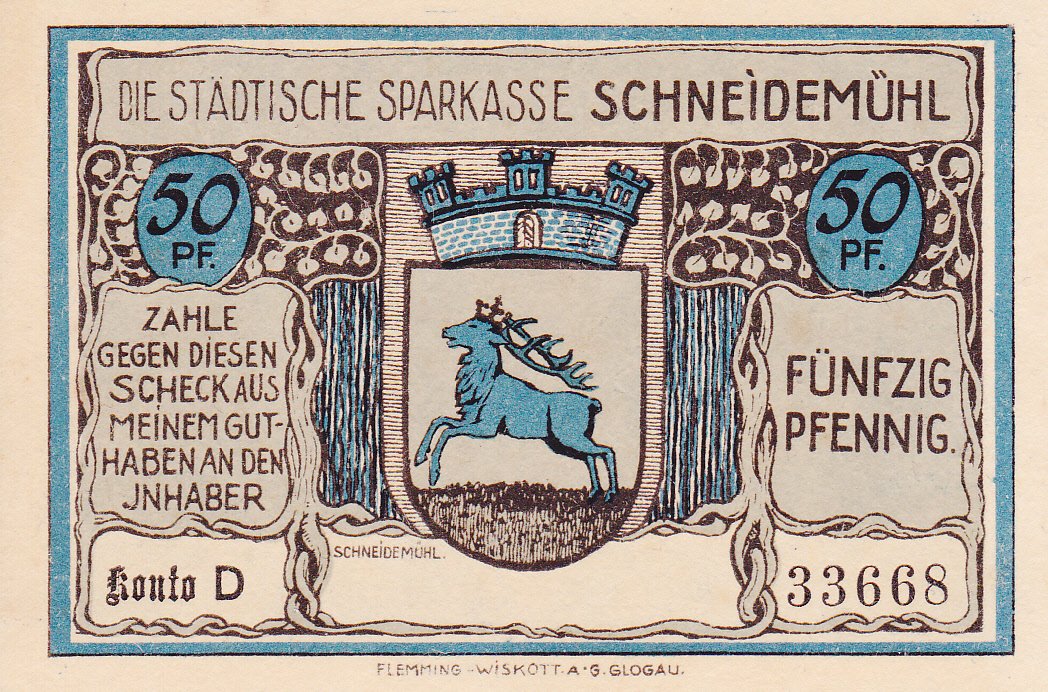 DIE STÄDTISCHE SPARKASSE SCHNEIDEMÜHL
50
PF.
50
PF.
ZAHLE
GEGEN DIESEN
SCHECK AUS
MEINEM GUT-
HABEN AN DEN
JNHABER
FÜNFZIG
PFENNIG.
SCHNEIDEMÜHL.
Konto D
33668
FLEMMING-WISKOTT A·G. GLOGAU.